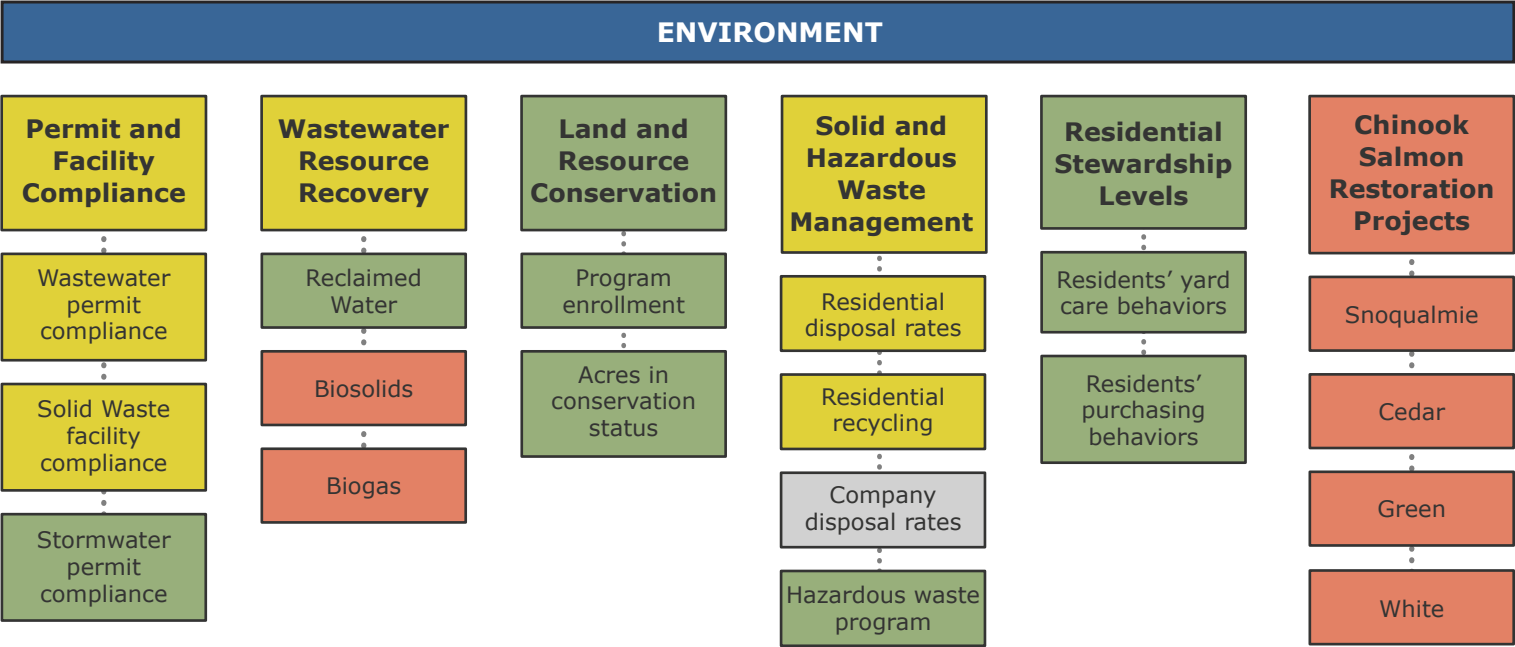 ENVIRONMENT
Permit and
Facility
Compliance
Wastewater
permit
compliance
Solid Waste
facility
compliance
Stormwater
permit
compliance
Wastewater
Resource
Recovery
Reclaimed
Water
Biosolids
Biogas
Land and
Resource
Conservation
Program
enrollment
Acres in
conservation
status
Solid and
Hazardous
Waste
Management
Residential
disposal rates
Residential
recycling
Company
disposal rates
Hazardous waste
program
Residential
Stewardship
Levels
Residents’ yard
care behaviors
Residents’
purchasing
behaviors
Chinook
Salmon
Restoration
Projects
Snoqualmie
Cedar
Green
White